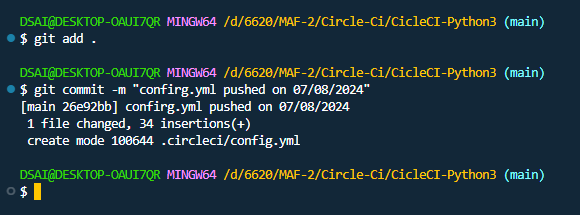 DSAI@DESKTOP-OAUI7QR MINGW64 /d/6620/MAF-2/Circle-Ci/CicleCI-Python3 (main)
$ git add .
DSAI@DESKTOP-OAUI7QR MINGW64 /d/6620/MAF-2/Circle-Ci/CicleCI-Python3 (main)
$ git commit -m "confirg.yml pushed on 07/08/2024"
[main 26e92bb] confirg.yml pushed on 07/08/2024
1 file changed, 34 insertions(+)
create mode 100644 .circleci/config.yml
DSAI@DESKTOP-OAUI7QR MINGW64 /d/6620/MAF-2/Circle-Ci/CicleCI-Python3 (main)
$